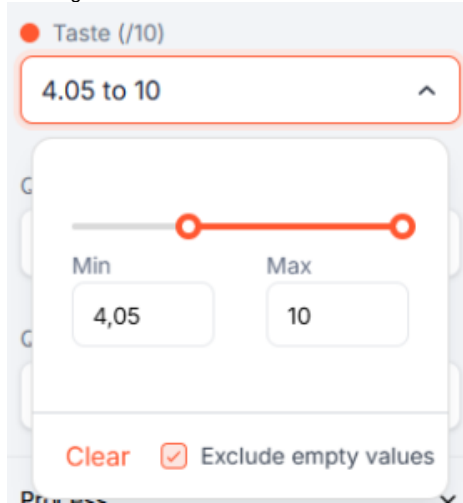 Taste (/10)
4.05 to 10
Min
Max
4,05
10
Clear
Exclude empty values